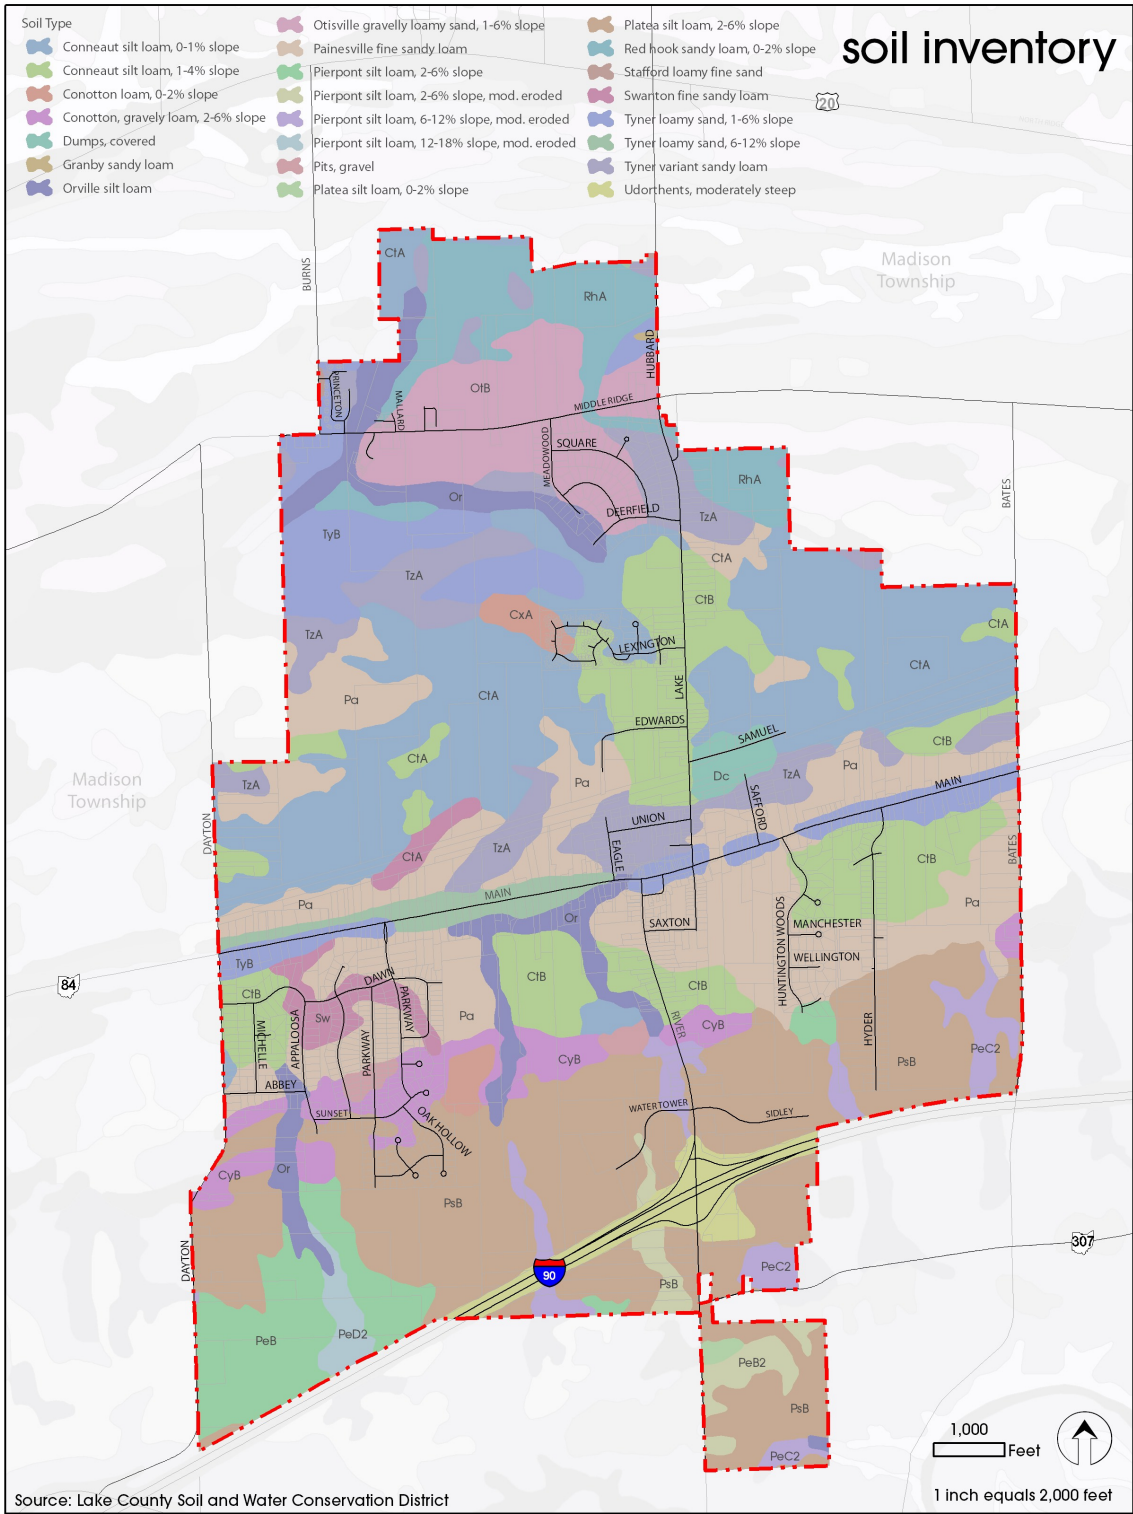 soil inventory
Soil Type
Conneaut silt loam, 0-1% slope
Conneaut silt loam, 1-4% slope
Conotton loam, 0-2% slope
Conotton, gravely loam, 2-6% slope
Dumps, covered
Granby sandy loam
Orville silt loam
Otisville gravelly loamy sand, 1-6% slope
Painesville fine sandy loam
Pierpont silt loam, 2-6% slope
Pierpont silt loam, 2-6% slope, mod. eroded
Pierpont silt loam, 6-12% slope, mod. eroded
Pierpont silt loam, 12-18% slope, mod. eroded
Pits, gravel
Platea silt loam, 0-2% slope
Platea silt loam, 2-6% slope
Red hook sandy loam, 0-2% slope
Stafford loamy fine sand
Swanton fine sandy loam
Tyner loamy sand, 1-6% slope
Tyner loamy sand, 6-12% slope
Tyner variant sandy loam
Udorthents, moderately steep
20
CtA
BURNS
Madison
Township
RhA
HUBBARD
PRINCETON
OtB
MALLARD
MIDDLE RIDGE
MEADOWOOD
SQUARE
RhA
BATES
Or
DEERFIELD
TzA
TyB
CtA
TzA
CtB
CxA
CtA
TzA
LEXINGTON
CtA
Pa
CtA
LAKE
EDWARDS
SAMUEL
CtB
CtA
Pa
Dc
TzA
Pa
Madison
Township
TzA
MAIN
SAFFORD
UNION
DAYTON
EAGLE
BATES
CtA
TzA
CtB
MAIN
Pa
Pa
Or
SAXTON
HUNTINGTON WOODS
MANCHESTER
WELLINGTON
TyB
84
DAWN
CtB
CtB
CtB
PARKWAY
Sw
Pa
MICHELLE
APPALOOSA
PARKWAY
RIVER
CyB
HYDER
CyB
PsB
PeC2
ABBEY
SUNSET
OAK HOLLOW
WATERTOWER
SIDLEY
CyB
Or
PsB
DAYTON
307
90
PeC2
PsB
PeB
PeD2
PeB2
PsB
PeC2
1,000
Feet
1 inch equals 2,000 feet
Source: Lake County Soil and Water Conservation District